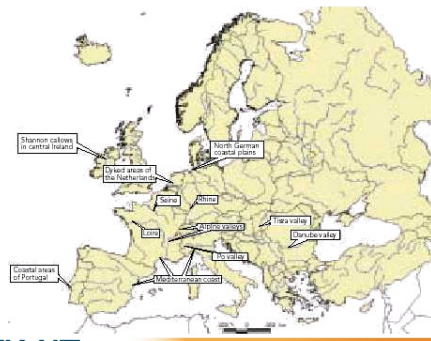 Shannon callows
in central Ireland
North German
coastal plans
Dyked areas of
the Netherlands
Seine
Rhine
Tisza valley
Loire
Alpine valleys
Danube valley
Po valley
Coastal areas
of Portugal
Mediterranean coast